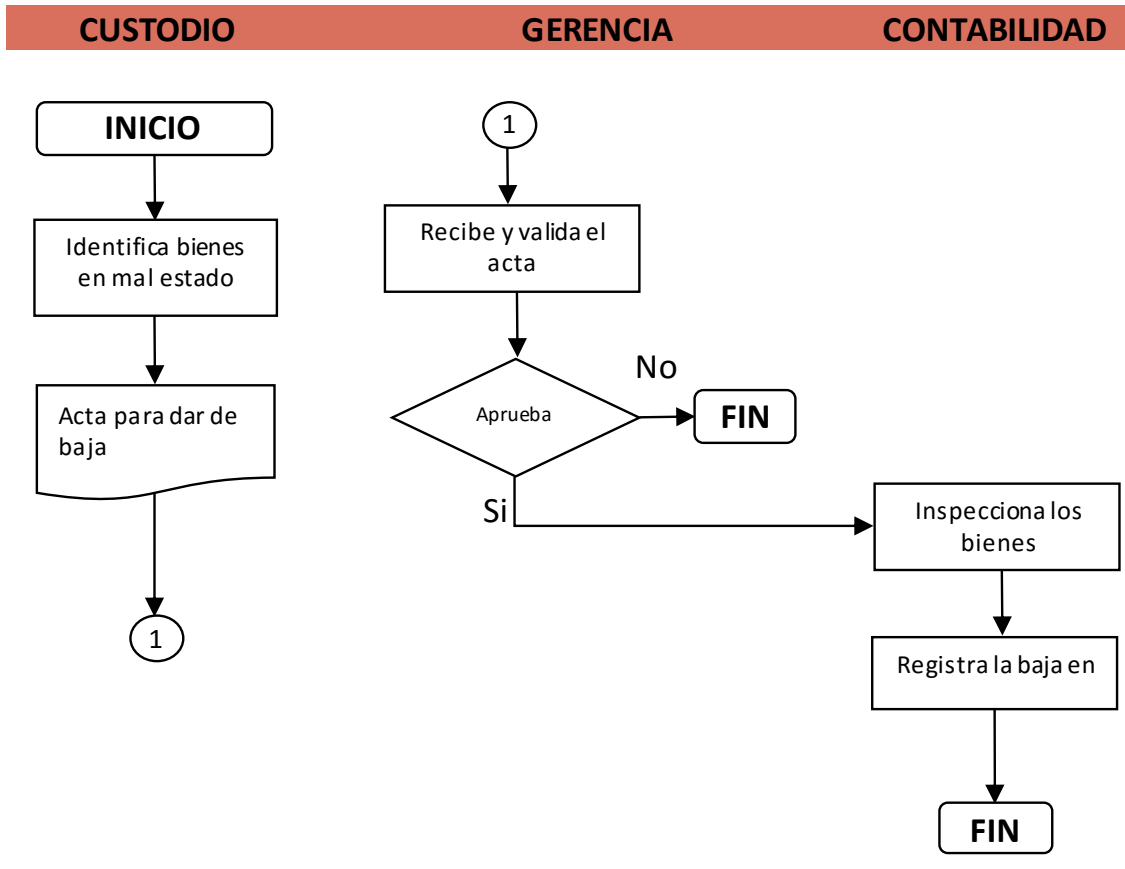 CUSTODIO GERENCIA CONTABILIDAD
INICIO
Identifica bienes
en mal estado
Acta para dar de
baja
1
1
Recibe y valida el
acta
Aprueba
No
FIN
Si
Inspecciona los
bienes
Registra la baja en
FIN